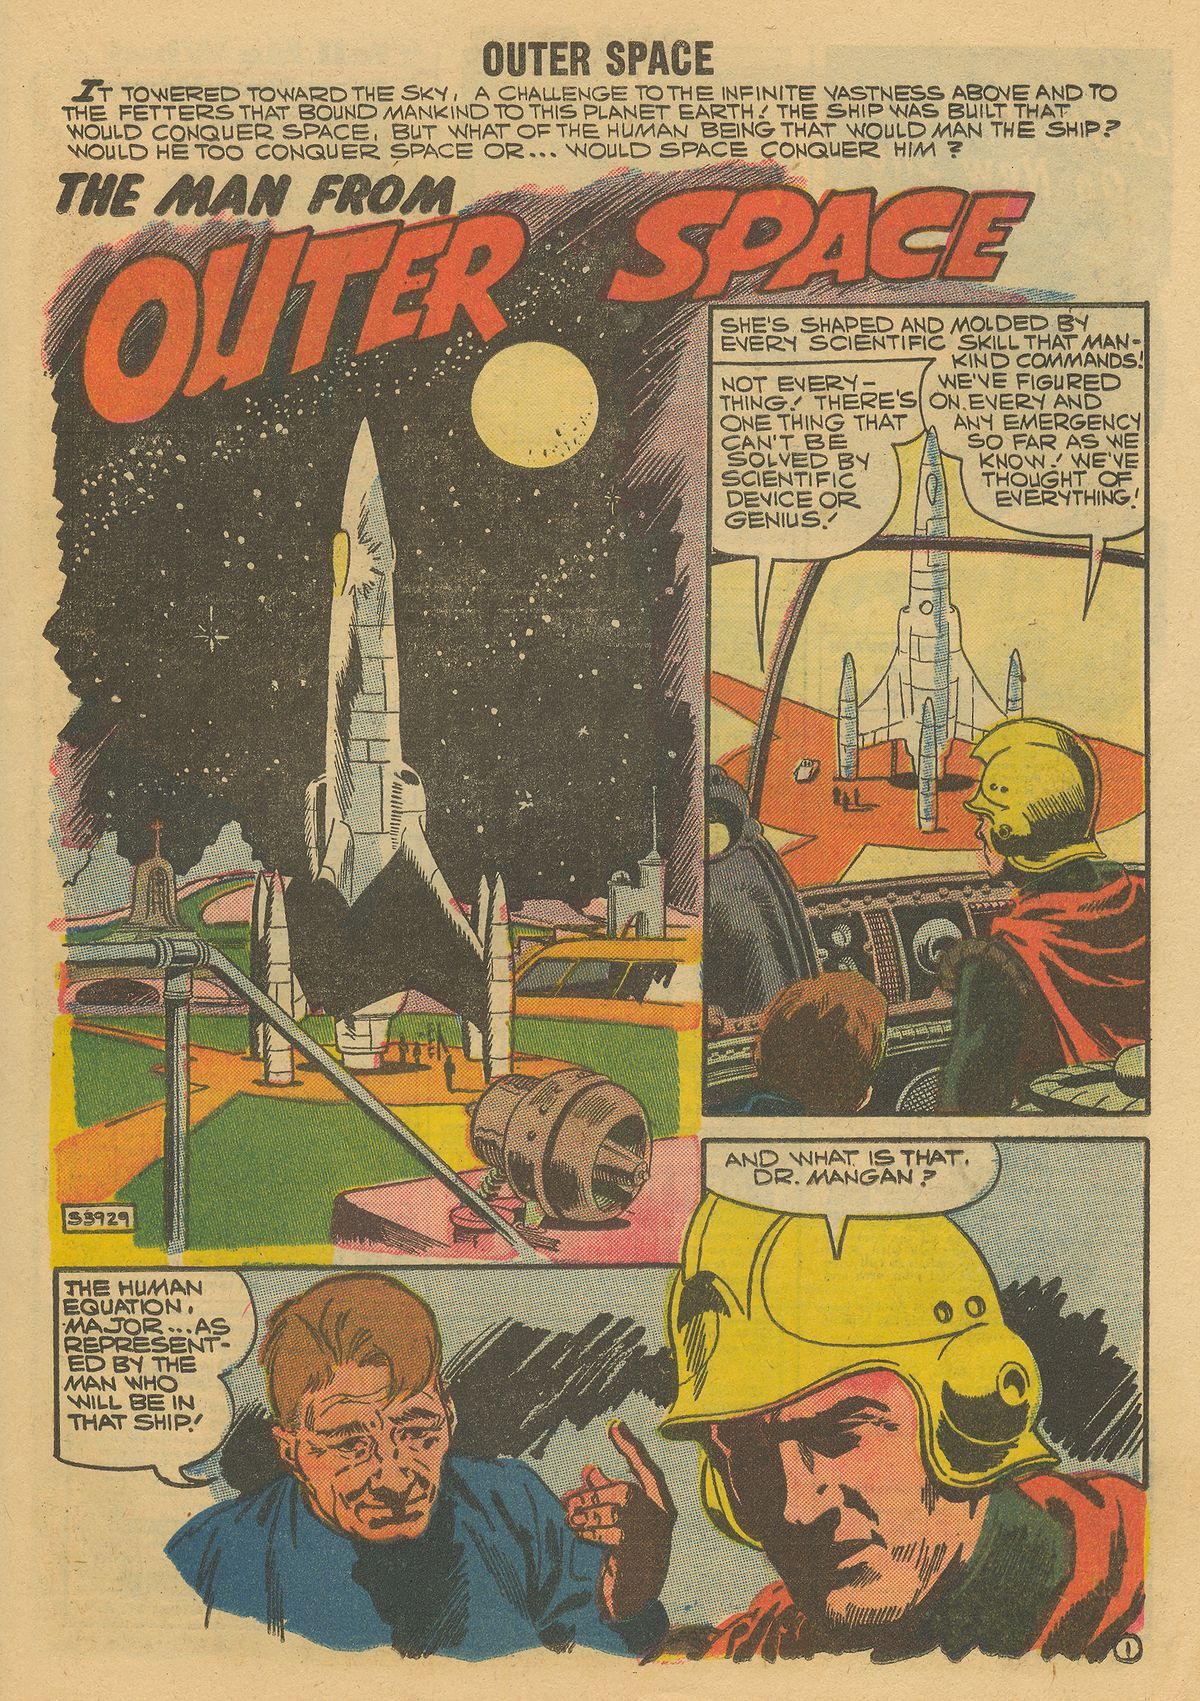 OUTER SPACE
IT TOWERED TOWARD THE SKY, A CHALLENGE TO THE INFINITE VASTNESS ABOVE AND TO
THE FETTERS THAT BOUND MANKIND TO THIS PLANET EARTH! THE SHIP WAS BUILT THAT
WOULD CONQUER SPACE, BUT WHAT OF THE HUMAN BEING THAT WOULD MAN THE SHIP?
WOULD HE TOO CONQUER SPACE OR... WOULD SPACE CONQUER HIM?
THE MAN FROM
OUTER SPACE
SHE'S SHAPED AND MOLDED BY
EVERY SCIENTIFIC SKILL THAT MAN-
KIND COMMANDS!
WE'VE FIGURED
ON EVERY AND
ANY EMERGENCY
SO FAR AS WE
KNOW! WE'VE
THOUGHT OF
EVERYTHING!
NOT EVERY-
THING! THERE'S
ONE THING THAT
CAN'T BE
SOLVED BY
SCIENTIFIC
DEVICE OR
GENIUS!
S3929
AND WHAT IS THAT,
DR. MANGAN?
THE HUMAN
EQUATION,
MAJOR...AS
REPRESENT-
ED BY THE
MAN WHO
WILL BE IN
THAT SHIP!
1